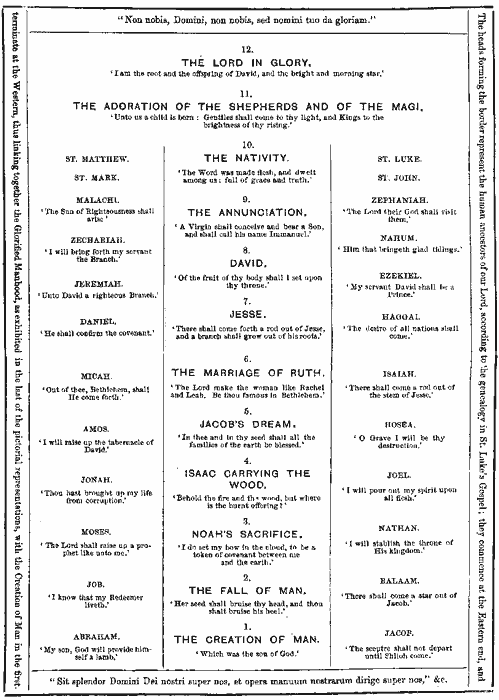 "Non nobis, Domini, non nobis, sed nomini tuo da gloriam."
12.
THE LORD IN GLORY.
'I am the root and the offspring of David, and the bright and morning star.'
11.
THE ADORATION OF THE SHEPHERDS AND OF THE MAGI.
'Unto us a child is born: Gentiles shall come to thy light, and Kings to the
brightness of thy rising.'
ST. MATTHEW.
ST. MARK.
MALACHI.
'The Sun of Righteousness shall
arise'
ZECHARIAH.
'I will bring forth my servant
the Branch.'
JEREMIAH.
'Unto David a righteous Branch.'
DANIEL.
'He shall confirm the covenant.'
MICAH.
'Out of thee, Bethlehem, shall
He come forth.'
AMOS.
'I will raise up the tabernacle of
David.'
JONAH.
'Thou hast brought up my life
from corruption.'
MOSES.
'The Lord shall raise up a pro-
phet like unto me.'
JOB.
'I know that my Redeemer
liveth.'
ABRAHAM.
'My son, God will provide him-
self a lamb.'
10.
THE NATIVITY.
'The Word was made flesh, and dwelt
among us: full of grace and truth.'
9.
THE ANNUNCIATION.
'A Virgin shall conceive and bear a Son,
and shall call his name Immanuel.'
8.
DAVID.
'Of the fruit of thy body shall I set upon
thy throne.'
7.
JESSE.
'There shall come forth a rod out of Jesse,
and a branch shall grow out of his roots.'
6.
THE MARRIAGE OF RUTH.
'The Lord make the woman like Rachel
and Leah. Be thou famous in Bethlehem.'
5.
JACOB'S DREAM.
'In thee and in thy seed shall all the
families of the earth be blessed.'
4.
ISAAC CARRYING THE
WOOD.
'Behold the fire and the wood, but where
is the burnt offering?'
3.
NOAH'S SACRIFICE.
'I do set my bow in the cloud, to be a
token of covenant between me
and the earth.'
2.
THE FALL OF MAN.
'Her seed shall bruise thy head, and thou
shalt bruise his heel.'
1.
THE CREATION OF MAN.
'Which was the son of God.'
ST. LUKE.
ST. JOHN.
ZEPHANIAH.
'The Lord their God shall visit
them.'
NAHUM.
'Him that bringeth glad tidings.'
EZEKIEL.
'My servant David shall be a
Prince.'
HAGGAI.
'The desire of all nations shall
come.'
ISAIAH.
'There shall come a rod out of
the stem of Jesse.'
HOSEA.
'O Grave I will be thy
destruction.'
JOEL.
'I will pour out my spirit upon
all flesh.'
NATHAN.
'I will stablish the throne of
His kingdom.'
BALAAM.
'There shall come a star out of
Jacob.'
JACOB.
'The sceptre shall not depart
until Shiloh come.'
"Sit splendor Domini Dei nostri super nos, et opera manuum nostrarum dirige super nos," &c.
The heads forming the border represent the human ancestors of our Lord, according to the genealogy in St. Luke's Gospel; they commence at the Eastern end, and
terminate at the Western, thus linking together the Glorified Manhood, as exhibited in the last of the pictorial representations, with the Creation of Man in the first.